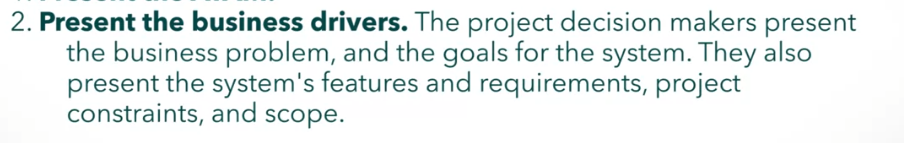 2. Present the business drivers. The project decision makers present
the business problem, and the goals for the system. They also
present the system's features and requirements, project
constraints, and scope.